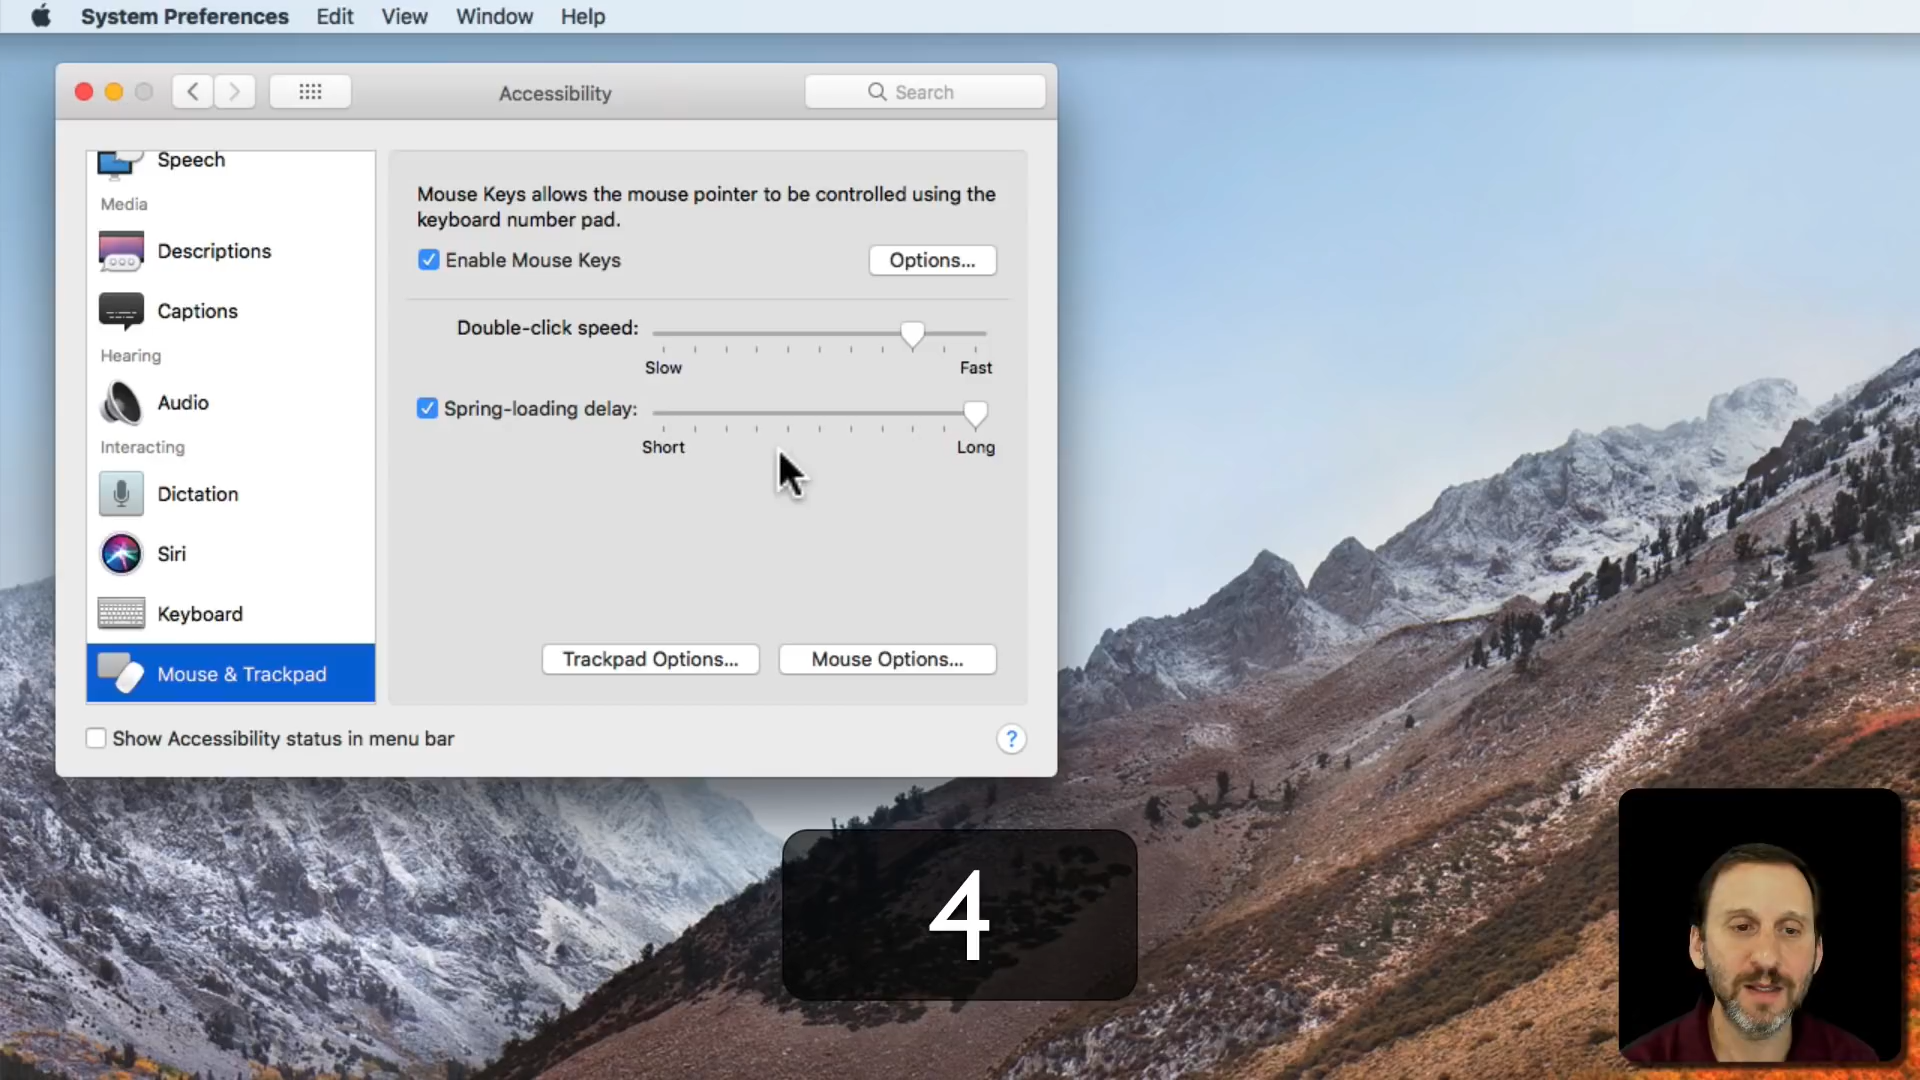 System Preferences Edit View Window Help
Accessibility
Search
Speech
Media
Descriptions
Captions
Hearing
Audio
Interacting
Dictation
Siri
Keyboard
Mouse & Trackpad
Mouse Keys allows the mouse pointer to be controlled using the
keyboard number pad.
Enable Mouse Keys
Options...
Double-click speed:
Slow Fast
Spring-loading delay:
Short Long
Trackpad Options...
Mouse Options...
Show Accessibility status in menu bar
?
4